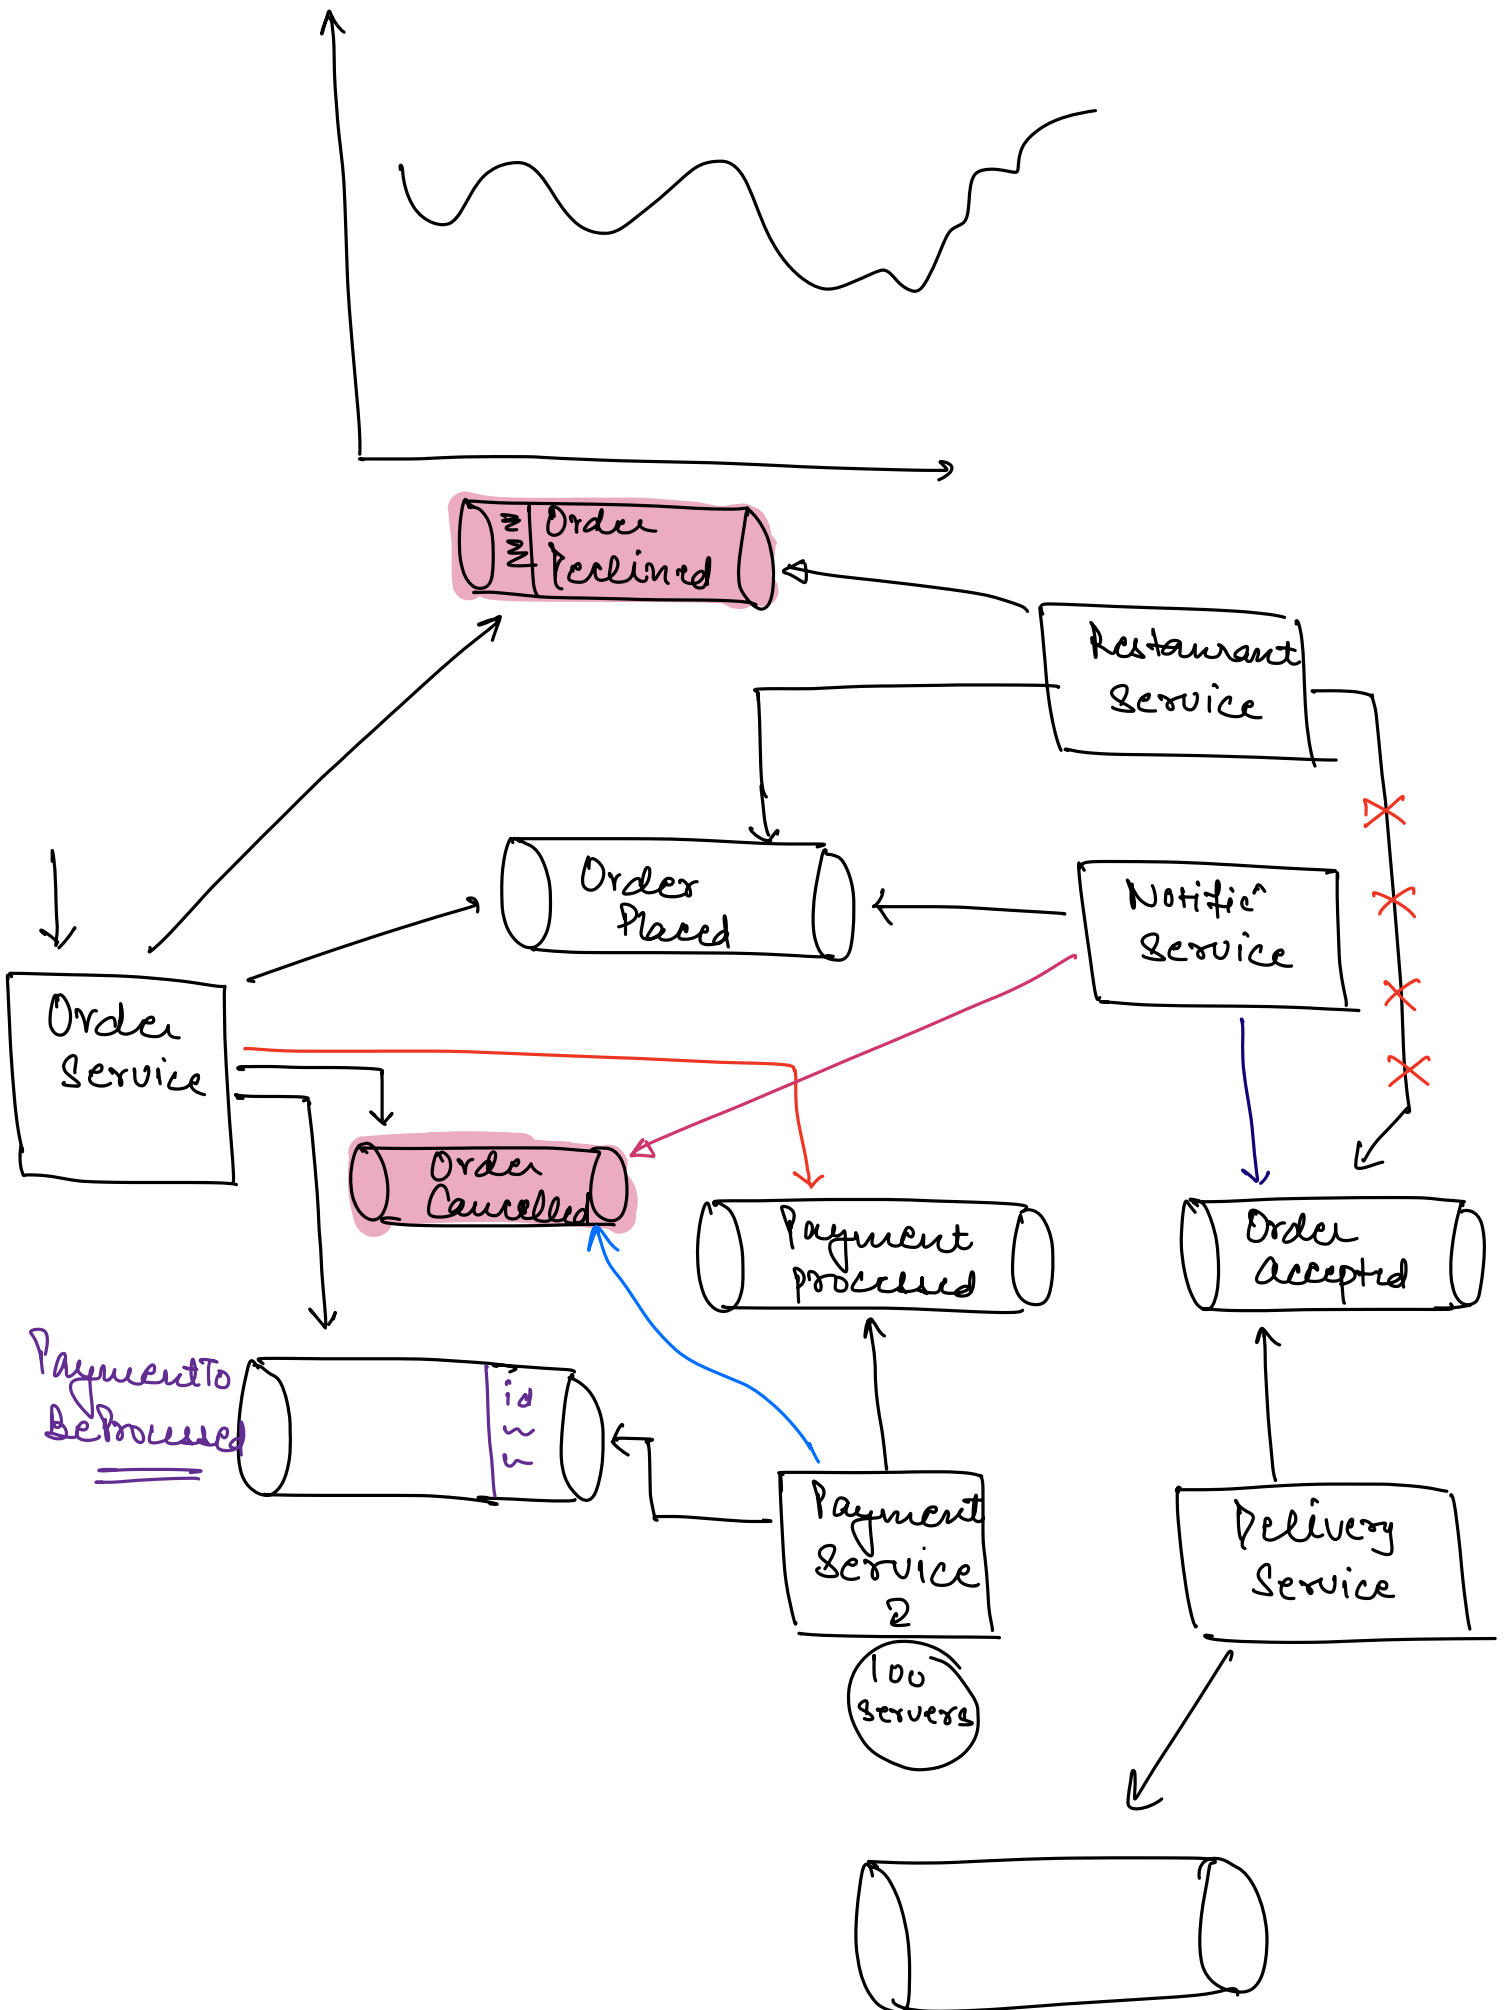 Order
Declined
Restaurant
Service
Order
Placed
Notific^
Service
Order
Service
Order
Cancelled
Payment
Processed
Order
Accepted
PaymentTo
BeProcessed
id
Payment
Service
Delivery
Service
100
Servers